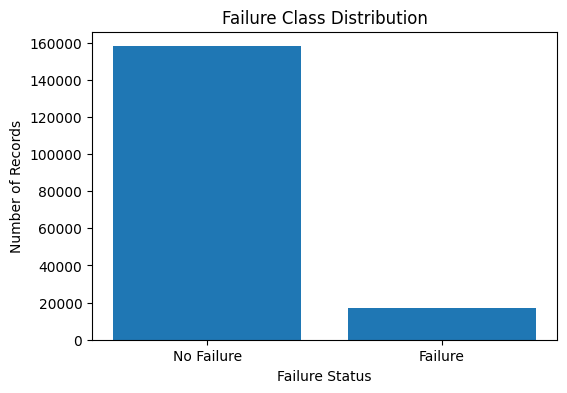 Failure Class Distribution
Number of Records
160000
140000
120000
100000
80000
60000
40000
20000
0
No Failure
Failure
Failure Status